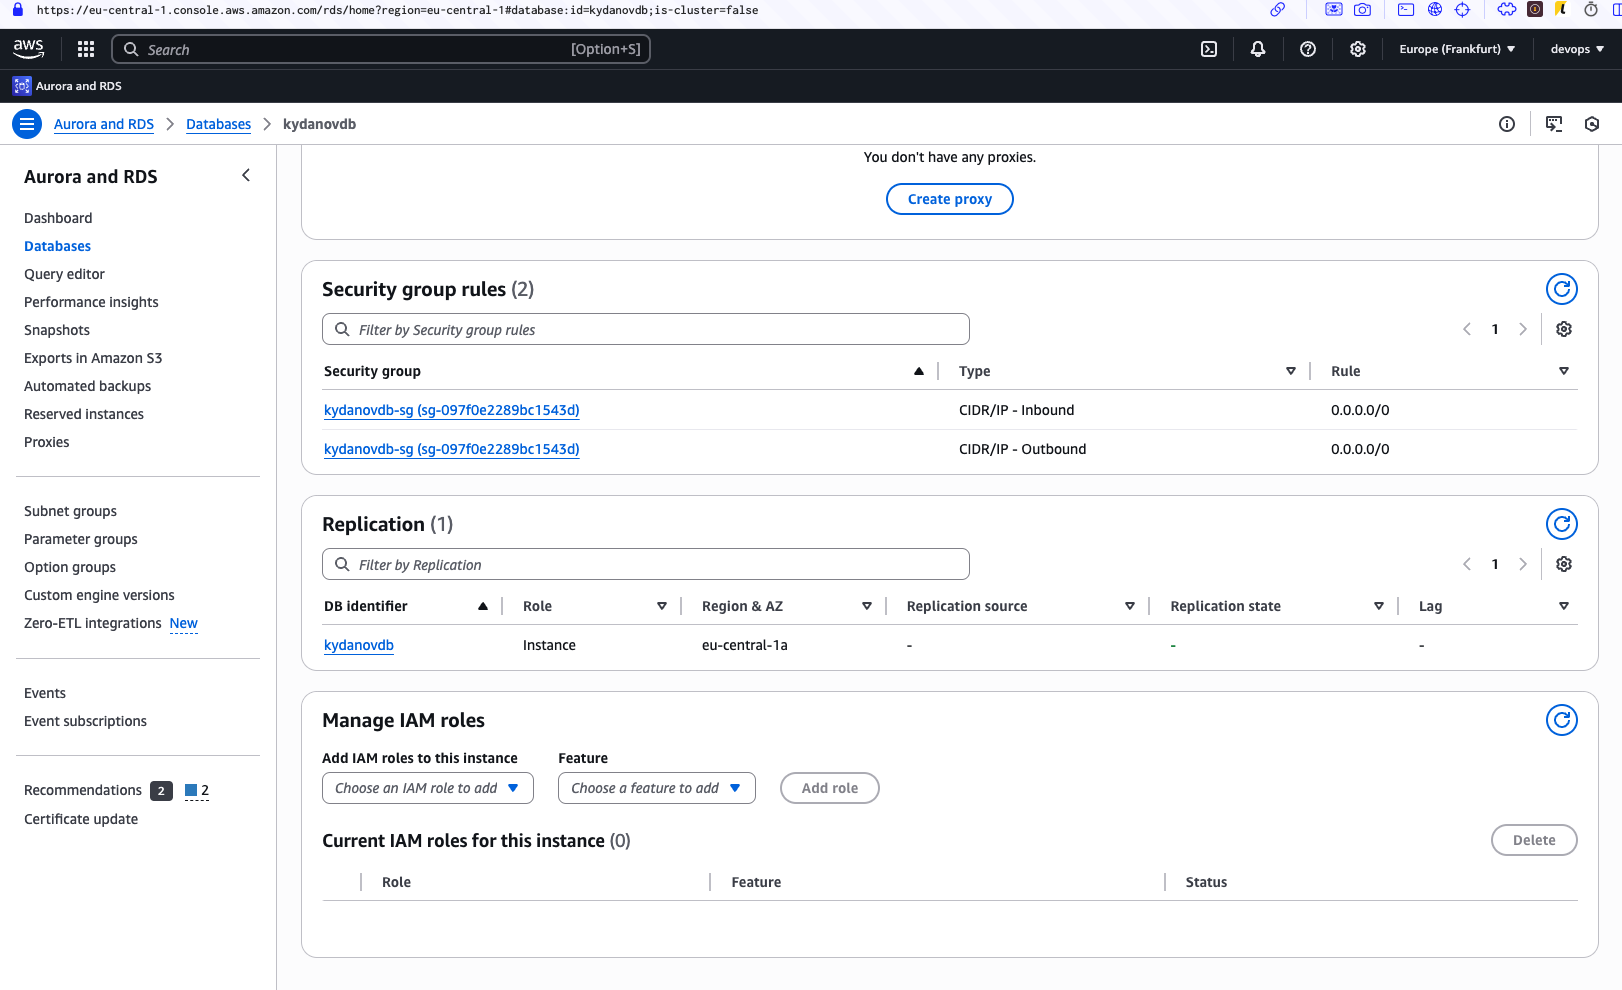 https://eu-central-1.console.aws.amazon.com/rds/home?region=eu-central-1#database:id=kydanovdb;is-cluster=false
aws
Search [Option+S]
Europe (Frankfurt)
devops
Aurora and RDS
Aurora and RDS > Databases > kydanovdb
Aurora and RDS
Dashboard
Databases
Query editor
Performance insights
Snapshots
Exports in Amazon S3
Automated backups
Reserved instances
Proxies
Subnet groups
Parameter groups
Option groups
Custom engine versions
Zero-ETL integrations New
Events
Event subscriptions
Recommendations 2 2
Certificate update
You don't have any proxies.
Create proxy
Security group rules (2)
Filter by Security group rules
1
Security group Type Rule
kydanovdb-sg (sg-097f0e2289bc1543d) CIDR/IP - Inbound 0.0.0.0/0
kydanovdb-sg (sg-097f0e2289bc1543d) CIDR/IP - Outbound 0.0.0.0/0
Replication (1)
Filter by Replication
1
DB identifier Role Region & AZ Replication source Replication state Lag
kydanovdb Instance eu-central-1a - - -
Manage IAM roles
Add IAM roles to this instance Feature
Choose an IAM role to add Choose a feature to add Add role
Current IAM roles for this instance (0)
Delete
Role Feature Status